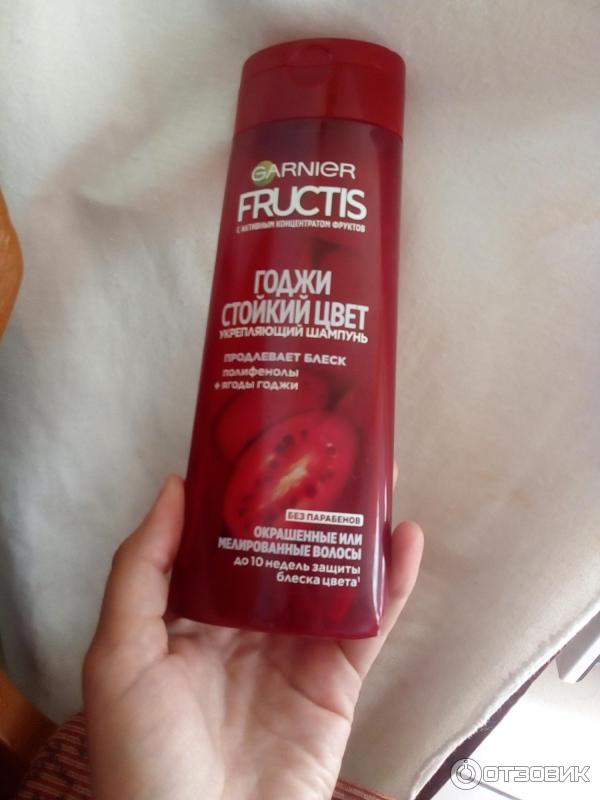 GARNIER
FRUCTIS
С АКТИВНЫМ КОНЦЕНТРАТОМ ФРУКТОВ
ГОДЖИ
СТОЙКИЙ ЦВЕТ
УКРЕПЛЯЮЩИЙ ШАМПУНЬ
ПРОДЛЕВАЕТ БЛЕСК
ПОЛИФЕНОЛЫ
+ ЯГОДЫ ГОДЖИ
БЕЗ ПАРАБЕНОВ
ОКРАШЕННЫЕ ИЛИ
МЕЛИРОВАННЫЕ ВОЛОСЫ
ДО 10 НЕДЕЛЬ ЗАЩИТЫ
БЛЕСКА ЦВЕТА¹
ОТЗОВИК